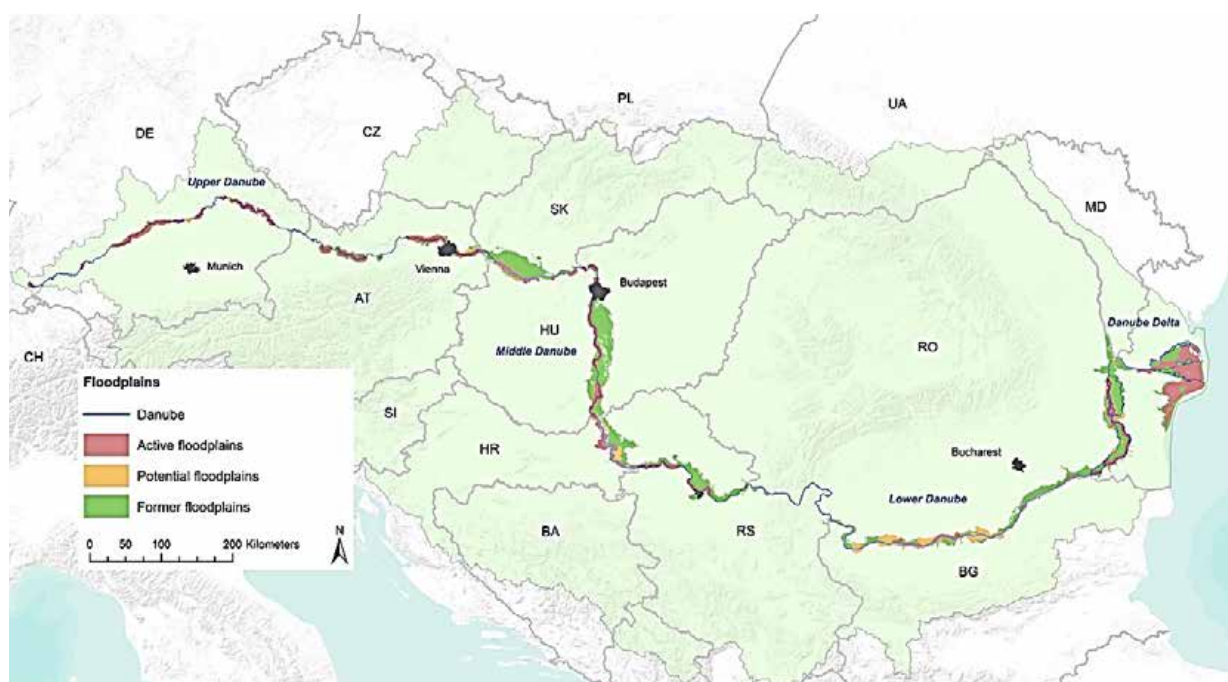 PL
UA
DE
CZ
Upper Danube
MD
SK
Munich
Vienna
Budapest
AT
Danube Delta
HU
Middle Danube
RO
CH
Floodplains
Danube
SI
Active floodplains
HR
Potential floodplains
Bucharest
Former floodplains
Lower Danube
N
BA
RS
0 50 100 200 Kilometers
BG